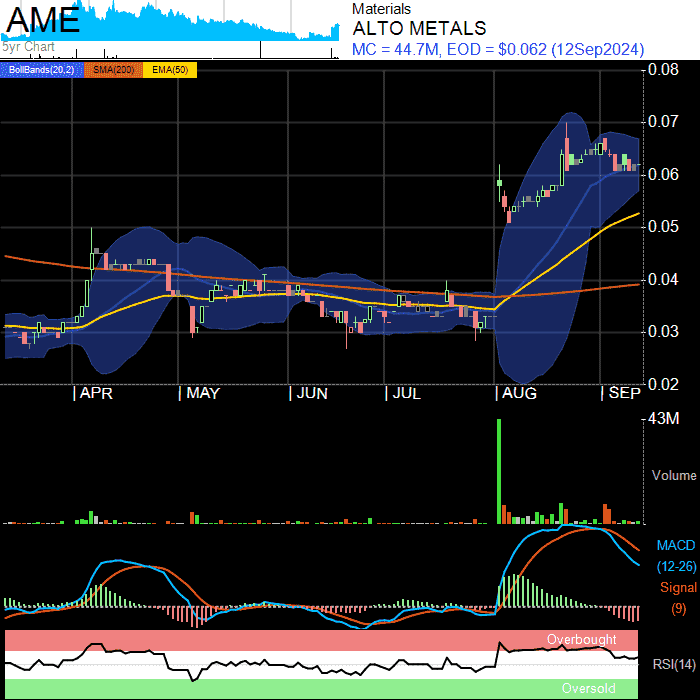 AME
5yr Chart
Materials
ALTO METALS
MC = 44.7M, EOD = $0.062 (12Sep2024)
BollBands(20,2) SMA(200) EMA(50)
0.08
0.07
0.06
0.05
0.04
0.03
0.02
APR MAY JUN JUL AUG SEP
43M
Volume
MACD
(12-26)
Signal
(9)
Overbought
RSI(14)
Oversold